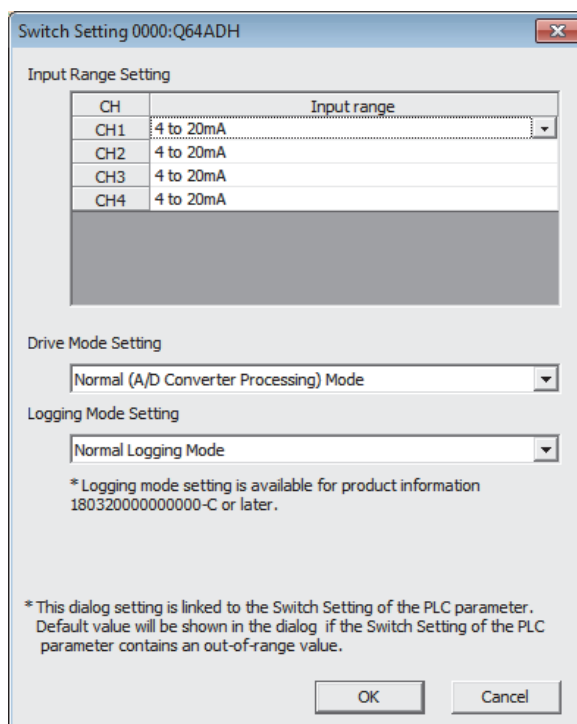 Switch Setting 0000:Q64ADH
Input Range Setting
CH Input range
CH1 4 to 20mA
CH2 4 to 20mA
CH3 4 to 20mA
CH4 4 to 20mA
Drive Mode Setting
Normal (A/D Converter Processing) Mode
Logging Mode Setting
Normal Logging Mode
* Logging mode setting is available for product information
180320000000000-C or later.
* This dialog setting is linked to the Switch Setting of the PLC parameter.
Default value will be shown in the dialog if the Switch Setting of the PLC
parameter contains an out-of-range value.
OK Cancel